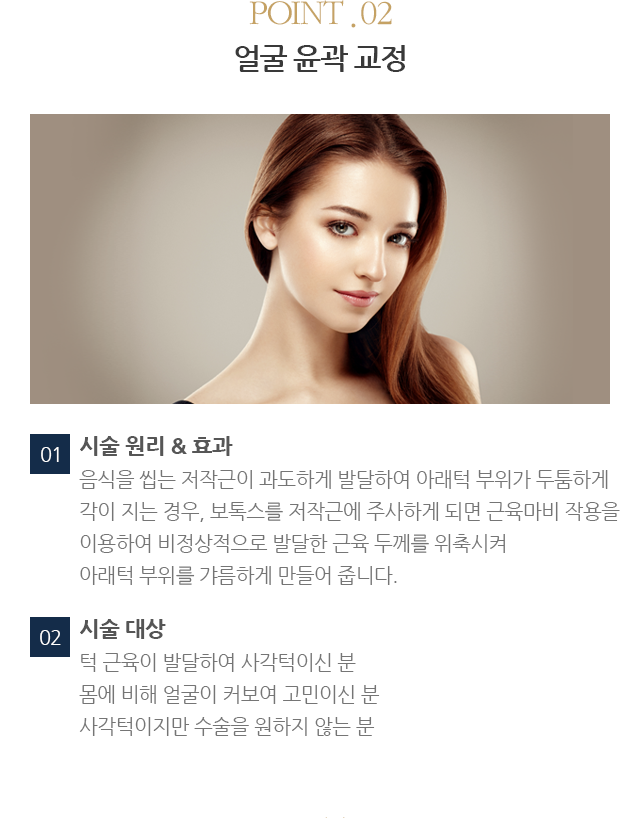 POINT . 02
얼굴 윤곽 교정
01
시술 원리 & 효과
음식을 씹는 저작근이 과도하게 발달하여 아래턱 부위가 두툼하게
각이 지는 경우, 보톡스를 저작근에 주사하게 되면 근육마비 작용을
이용하여 비정상적으로 발달한 근육 두께를 위축시켜
아래턱 부위를 갸름하게 만들어 줍니다.
02
시술 대상
턱 근육이 발달하여 사각턱이신 분
몸에 비해 얼굴이 커보여 고민이신 분
사각턱이지만 수술을 원하지 않는 분